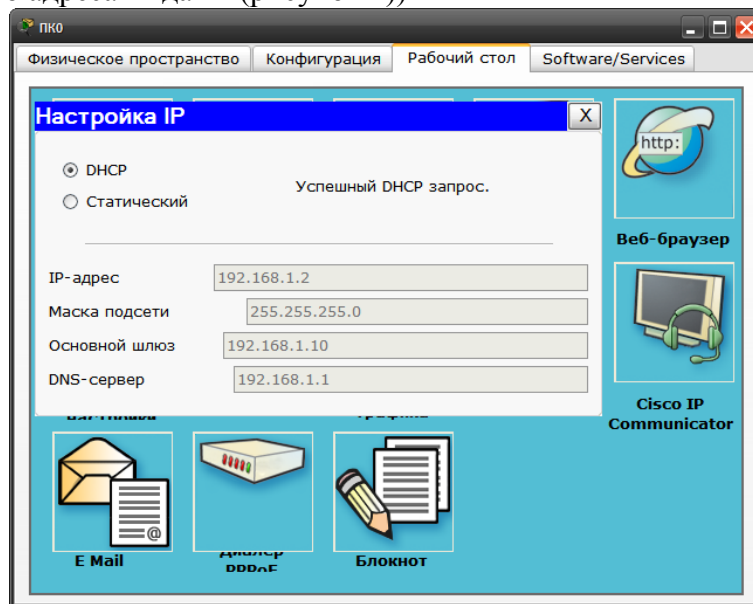 ПК0
Физическое пространство Конфигурация Рабочий стол Software/Services
Настройка IP X
http:
DHCP
Статический
Успешный DHCP запрос.
Веб-браузер
IP-адрес 192.168.1.2
Маска подсети 255.255.255.0
Основной шлюз 192.168.1.10
DNS-сервер 192.168.1.1
Cisco IP
Communicator
@
E Mail
PPPoE
Блокнот